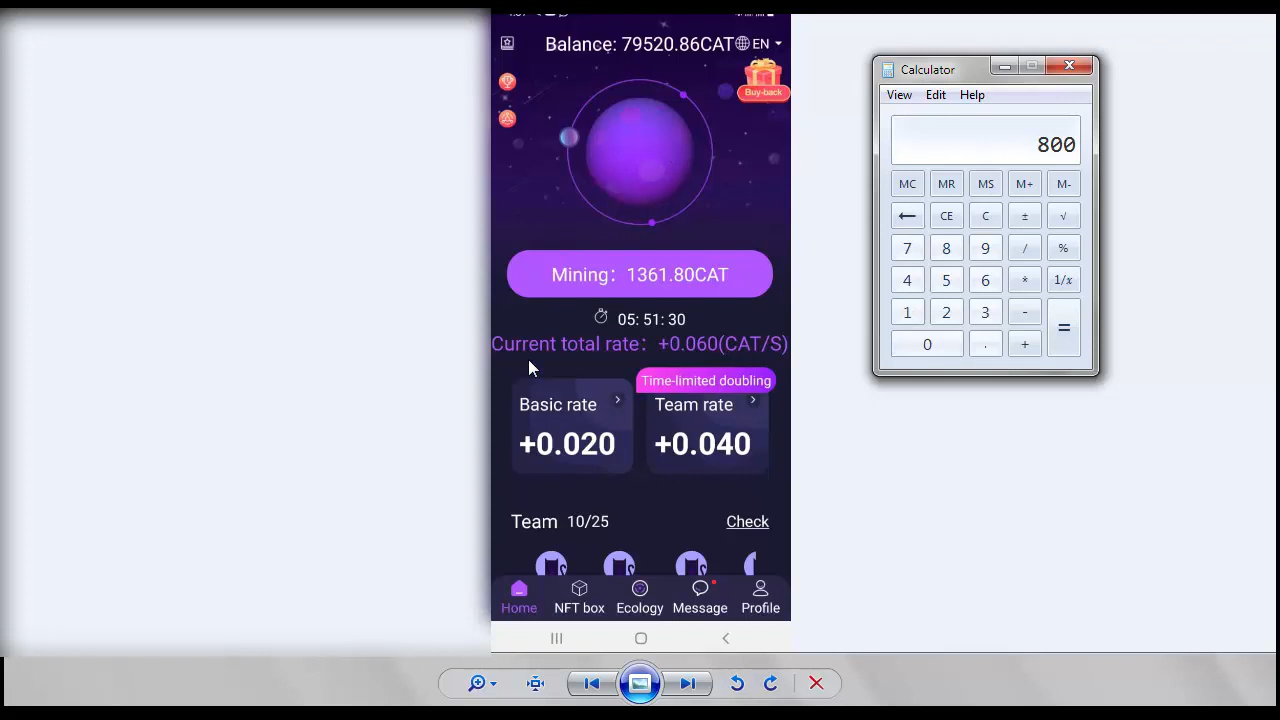 Balance: 79520.86CAT
EN
Buy-back
Mining: 1361.80CAT
05: 51: 30
Current total rate: +0.060(CAT/S)
Time-limited doubling
Basic rate
Team rate
+0.020
+0.040
Team 10/25
Check
Home
NFT box
Ecology
Message
Profile
Calculator
View Edit Help
800
MC MR MS M+ M-
← CE C ± √
7 8 9 / %
4 5 6 * 1/x
1 2 3 - =
0 . +